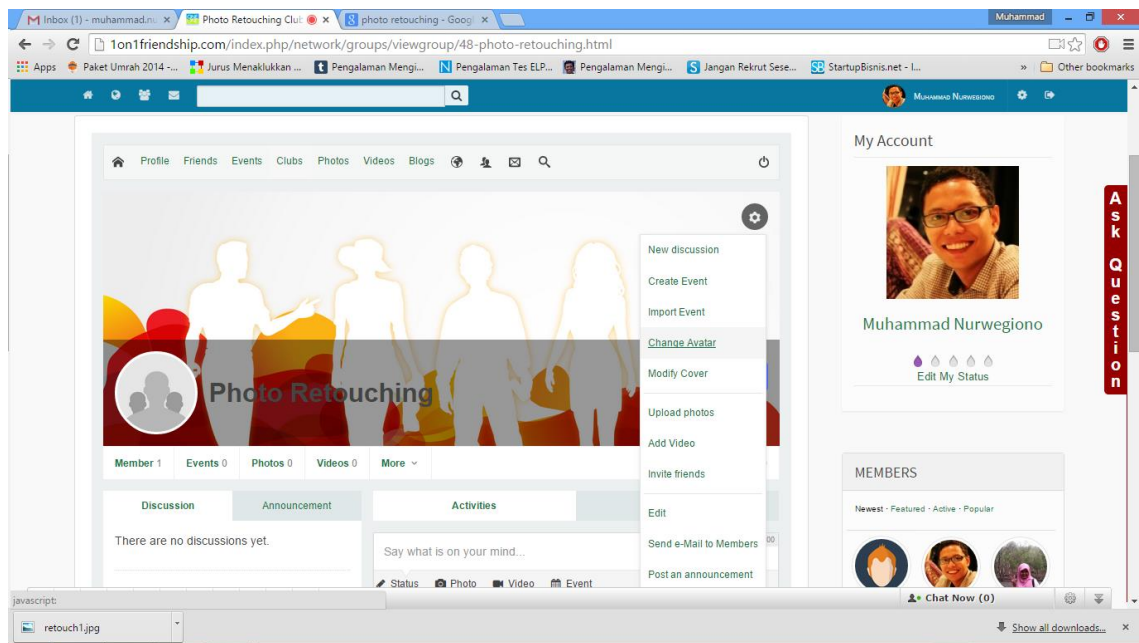 Inbox (1) - muhammad.nu
Photo Retouching Club
photo retouching - Goog
Muhammad
1on1friendship.com/index.php/network/groups/viewgroup/48-photo-retouching.html
Apps Paket Umrah 2014 -... Jurus Menaklukkan ... Pengalaman Mengi... Pengalaman Tes ELP... Pengalaman Mengi... Jangan Rekrut Sese... StartupBisnis.net - I... » Other bookmarks
Muhammad Nurwegiono
Profile Friends Events Clubs Photos Videos Blogs
Photo Retouching
New discussion
Create Event
Import Event
Change Avatar
Modify Cover
Upload photos
Add Video
Invite friends
Edit
Send e-Mail to Members
Post an announcement
Member 1 Events 0 Photos 0 Videos 0 More
Discussion Announcement
There are no discussions yet.
Activities
Say what is on your mind...
00
Status Photo Video Event
My Account
Muhammad Nurwegiono
Edit My Status
MEMBERS
Newest · Featured · Active · Popular
Ask Question
Chat Now (0)
javascript:
retouch1.jpg
Show all downloads...